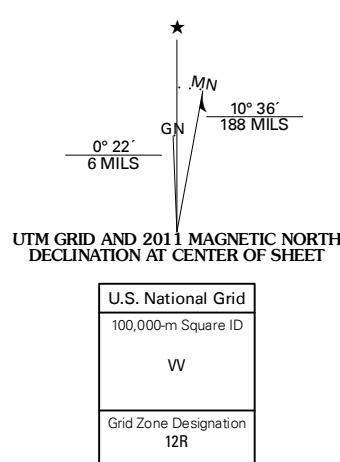 ★
MN
GN
10° 36´
188 MILS
0° 22´
6 MILS
UTM GRID AND 2011 MAGNETIC NORTH
DECLINATION AT CENTER OF SHEET
U.S. National Grid
100,000-m Square ID
VV
Grid Zone Designation
12R